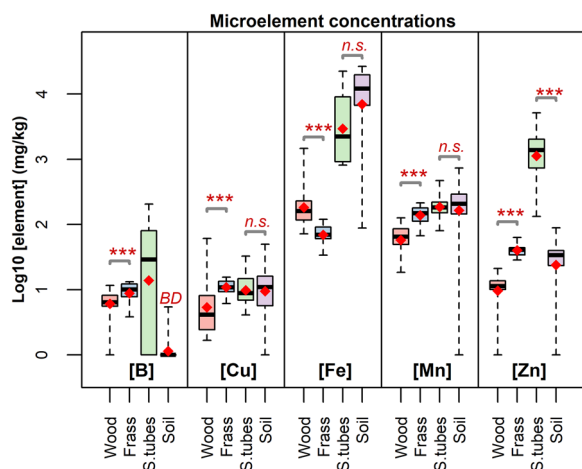 Microelement concentrations
Log10 [element] (mg/kg)
4
3
2
1
0
***
BD
[B]
***
n.s.
[Cu]
***
n.s.
[Fe]
***
n.s.
[Mn]
***
***
[Zn]
Wood
Frass
S.tubes
Soil
Wood
Frass
S.tubes
Soil
Wood
Frass
S.tubes
Soil
Wood
Frass
S.tubes
Soil
Wood
Frass
S.tubes
Soil